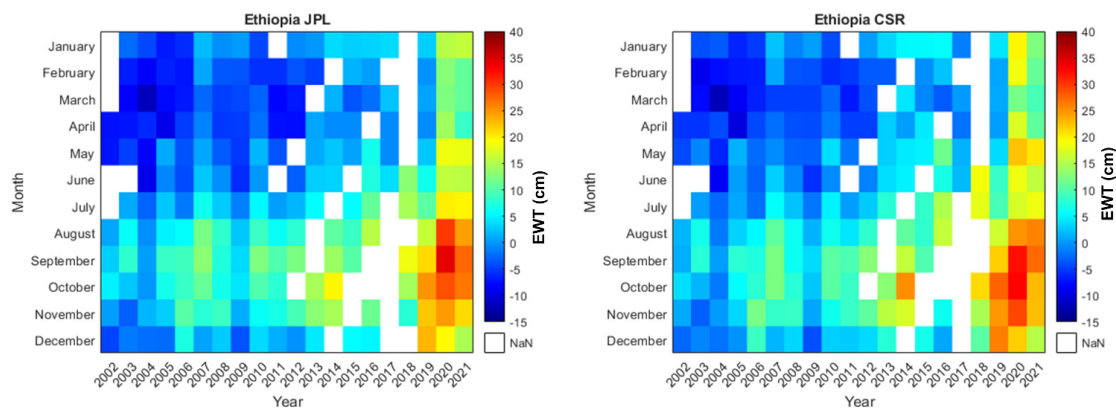 Ethiopia JPL
January
February
March
April
May
June
July
August
September
October
November
December
Month
2002 2003 2004 2005 2006 2007 2008 2009 2010 2011 2012 2013 2014 2015 2016 2017 2018 2019 2020 2021
Year
40
35
30
25
20
15
10
5
0
-5
-10
-15
NaN
EWT (cm)
Ethiopia CSR
January
February
March
April
May
June
July
August
September
October
November
December
Month
2002 2003 2004 2005 2006 2007 2008 2009 2010 2011 2012 2013 2014 2015 2016 2017 2018 2019 2020 2021
Year
40
35
30
25
20
15
10
5
0
-5
-10
-15
NaN
EWT (cm)